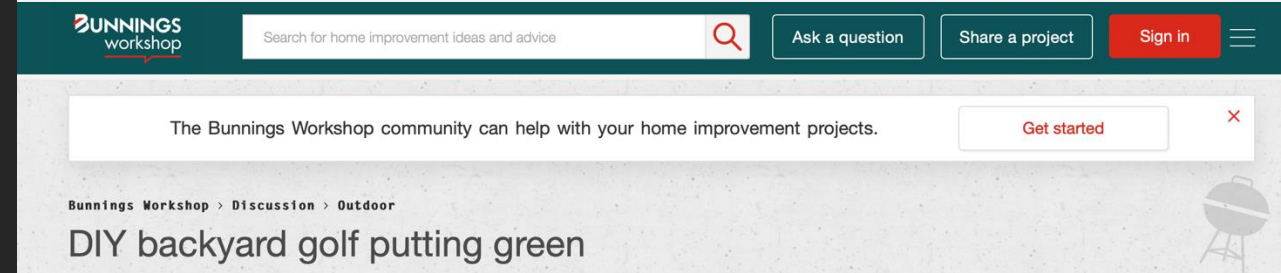 BUNNINGS
workshop
Search for home improvement ideas and advice
Ask a question
Share a project
Sign in
The Bunnings Workshop community can help with your home improvement projects.
Get started
Bunnings Workshop > Discussion > Outdoor
DIY backyard golf putting green